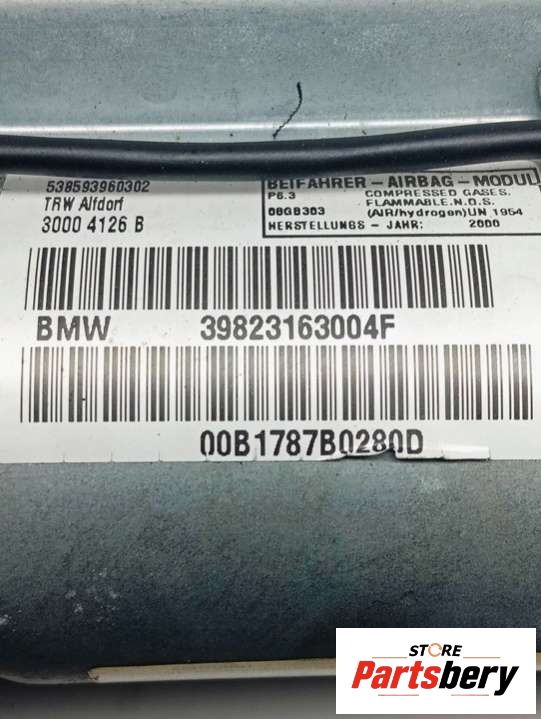 538593960302
TRW Alfdorf
3000 4126 B
BEIFAHRER - AIRBAG - MODUL
P6.3 COMPRESSED GASES.
FLAMMABLE.N.O.S.
08GB303 (AIR/hydrogen)UN 1954
HERSTELLUNGS - JAHR: 2000
BMW 39823163004F
00B1787B0280D
STORE
Partsbery